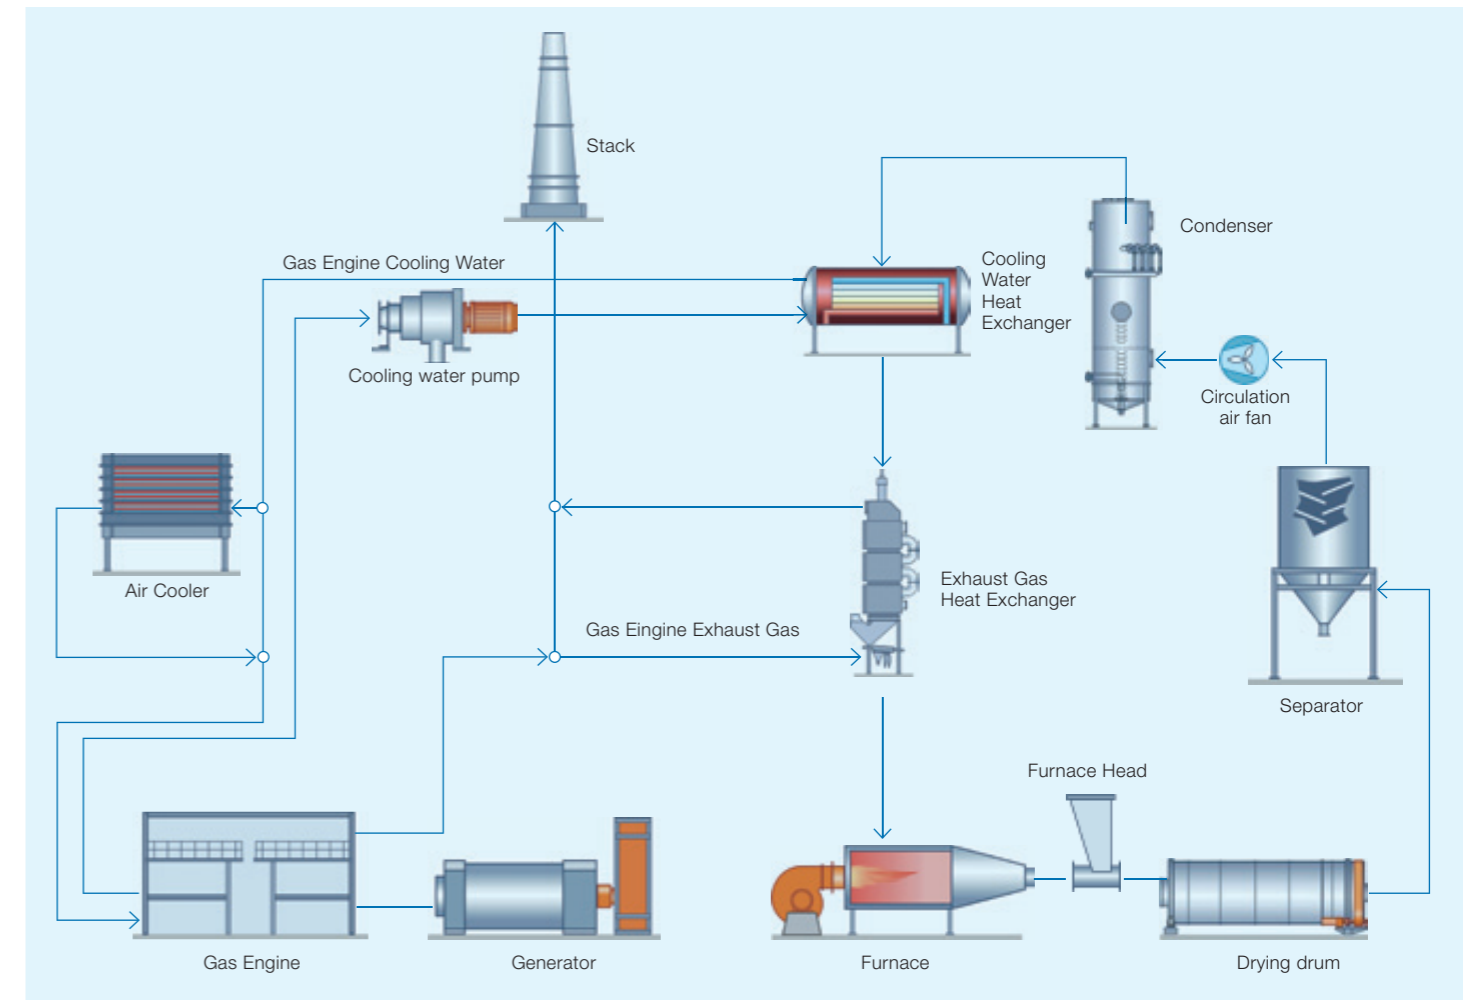 Stack
Condenser
Gas Engine Cooling Water
Cooling
Water
Heat
Exchanger
Cooling water pump
Circulation
air fan
Air Cooler
Exhaust Gas
Heat Exchanger
Gas Eingine Exhaust Gas
Separator
Furnace Head
Gas Engine
Generator
Furnace
Drying drum